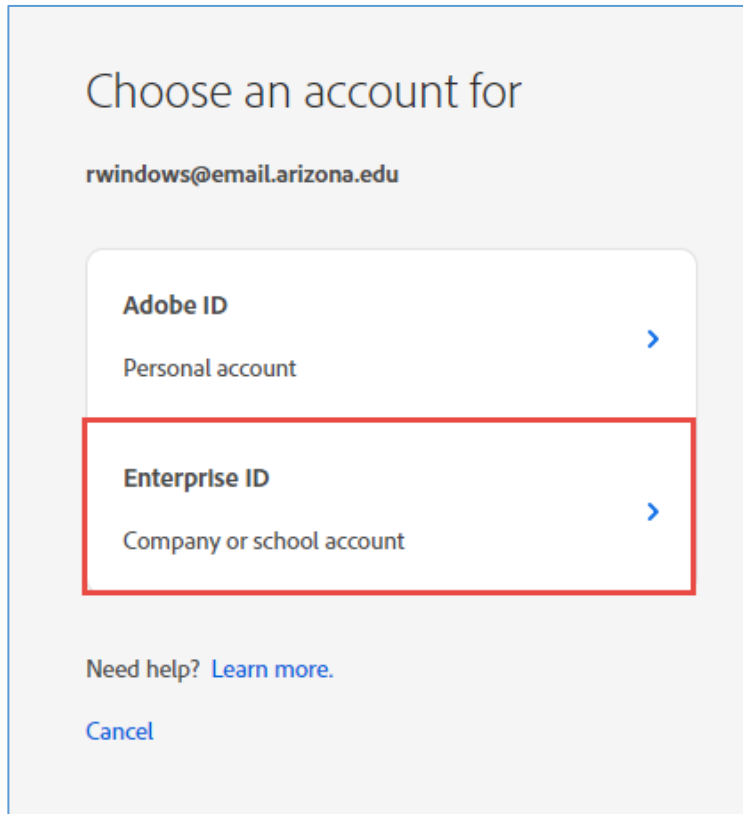 Choose an account for
rwindows@email.arizona.edu
Adobe ID
Personal account
Enterprise ID
Company or school account
Need help? Learn more.
Cancel